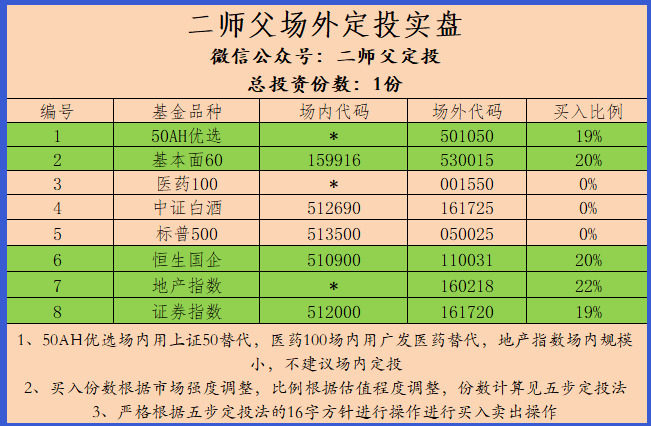 二师父场外定投实盘
微信公众号：二师父定投
总投资份数：1份
编号 基金品种 场内代码 场外代码 买入比例
1 50AH优选 * 501050 19%
2 基本面60 159916 530015 20%
3 医药100 * 001550 0%
4 中证白酒 512690 161725 0%
5 标普500 513500 050025 0%
6 恒生国企 510900 110031 20%
7 地产指数 * 160218 22%
8 证券指数 512000 161720 19%
1、50AH优选场内用上证50替代，医药100场内用广发医药替代，地产指数场内规模
小，不建议场内定投
2、买入份数根据市场强度调整，比例根据估值程度调整，份数计算见五步定投法
3、严格根据五步定投法的16字方针进行操作进行买入卖出操作